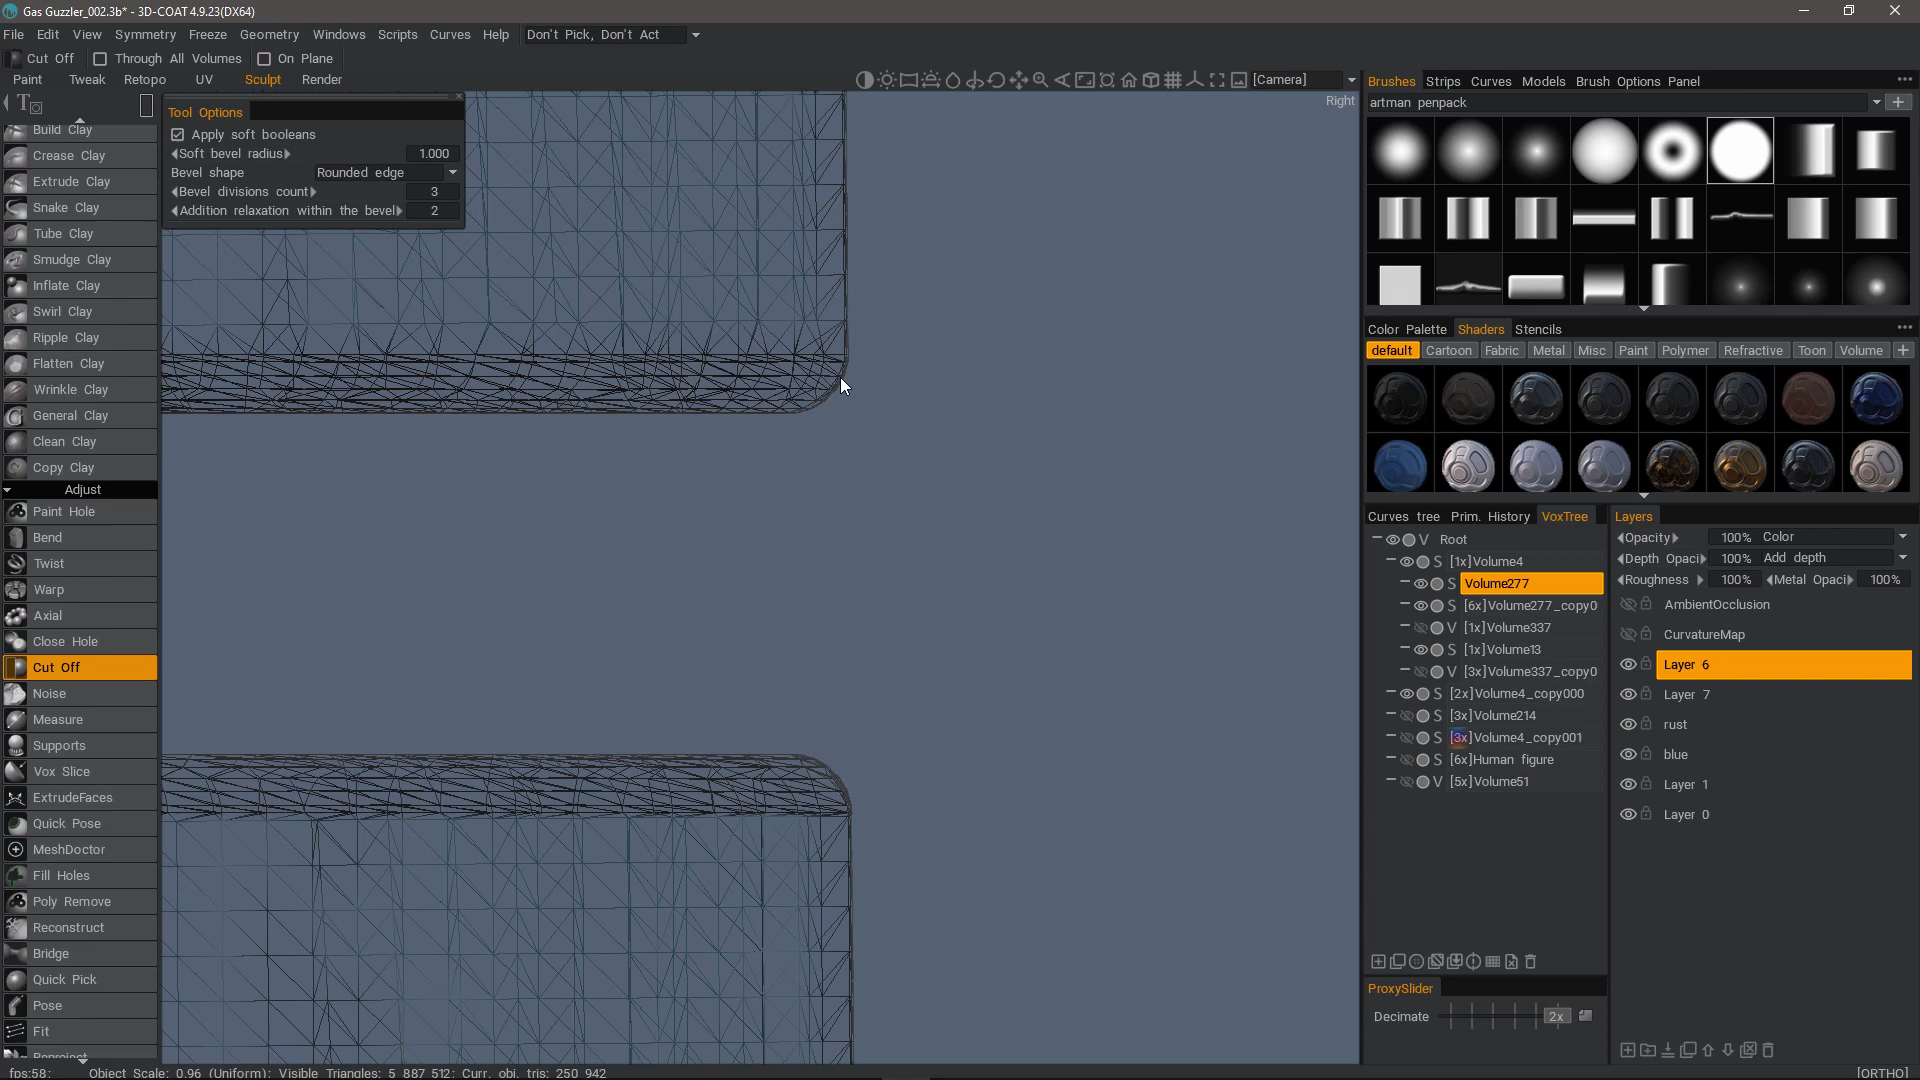 Gas Guzzler_002.3b* - 3D-COAT 4.9.23(DX64)
File Edit View Symmetry Freeze Geometry Windows Scripts Curves Help Don't Pick, Don't Act
Cut Off Through All Volumes On Plane
Paint Tweak Retopo UV Sculpt Render [Camera]
Right
Tool Options
Apply soft booleans
Soft bevel radius 1.000
Bevel shape Rounded edge
Bevel divisions count 3
Addition relaxation within the bevel 2
Build Clay
Crease Clay
Extrude Clay
Snake Clay
Tube Clay
Smudge Clay
Inflate Clay
Swirl Clay
Ripple Clay
Flatten Clay
Wrinkle Clay
General Clay
Clean Clay
Copy Clay
Adjust
Paint Hole
Bend
Twist
Warp
Axial
Close Hole
Cut Off
Noise
Measure
Supports
Vox Slice
ExtrudeFaces
Quick Pose
MeshDoctor
Fill Holes
Poly Remove
Reconstruct
Bridge
Quick Pick
Pose
Fit
Reproject
Brushes Strips Curves Models Brush Options Panel
artman penpack
Color Palette Shaders Stencils
default Cartoon Fabric Metal Misc Paint Polymer Refractive Toon Volume
Curves tree Prim. History VoxTree
V Root
S [1x]Volume4
S Volume277
S [6x]Volume277_copy0
V [1x]Volume337
S [1x]Volume13
V [3x]Volume337_copy0
S [2x]Volume4_copy000
S [3x]Volume214
S [3x]Volume4_copy001
S [6x]Human figure
V [5x]Volume51
ProxySlider
Decimate 2x
Layers
Opacity 100% Color
Depth Opaci 100% Add depth
Roughness 100% Metal Opaci 100%
AmbientOcclusion
CurvatureMap
Layer 6
Layer 7
rust
blue
Layer 1
Layer 0
fps:58: Object Scale: 0.96 (Uniform); Visible Triangles: 5 887 512; Curr. obj. tris: 250 942 [ORTHO]